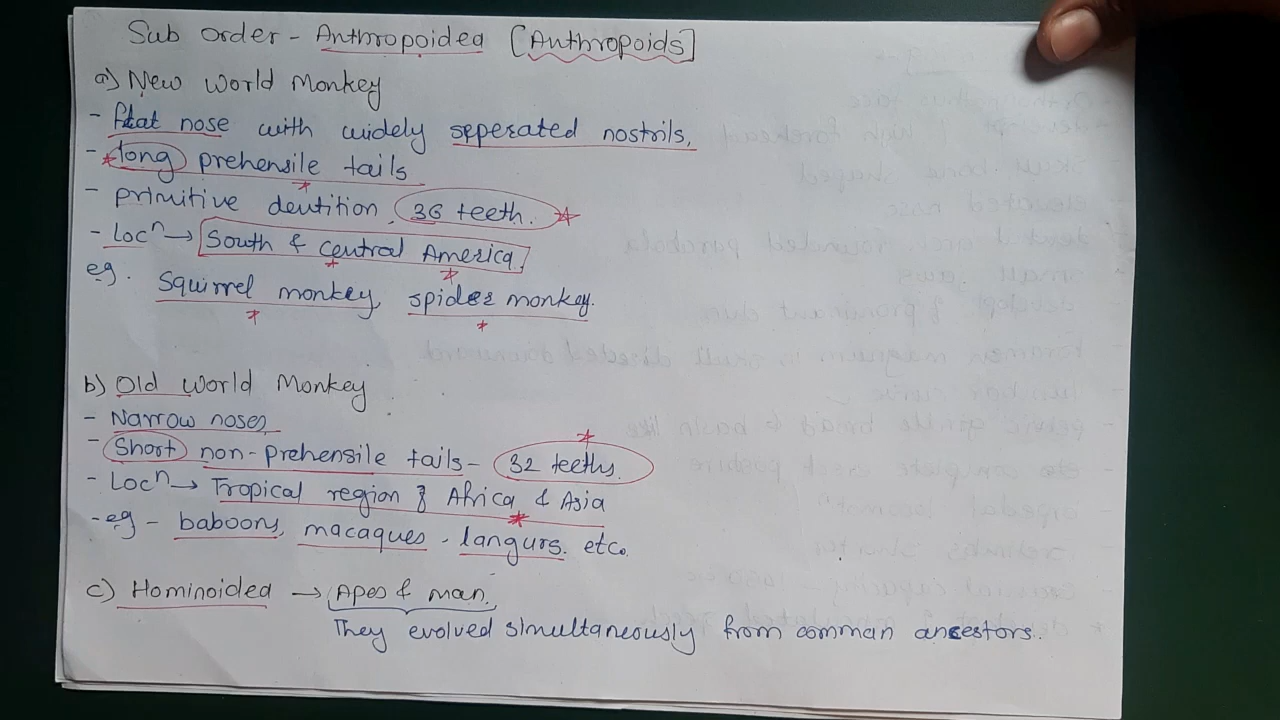 Sub Order - Anthropoidea [Anthropoids]
a) New World Monkey
- Flat nose with widely seperated nostrils,
- long prehensile tails
- primitive dentition, 36 teeth.
- Locⁿ → South & Central America,
eg. Squirrel monkey, spider monkey.
b) Old World Monkey
- Narrow noses,
- Short non-prehensile tails - 32 teeths.
- Locⁿ → Tropical region of Africa & Asia
- eg - baboons, macaques, langurs. etc.
c) Hominoidea → Apes & man.
They evolved simultaneously from comman ancestors.